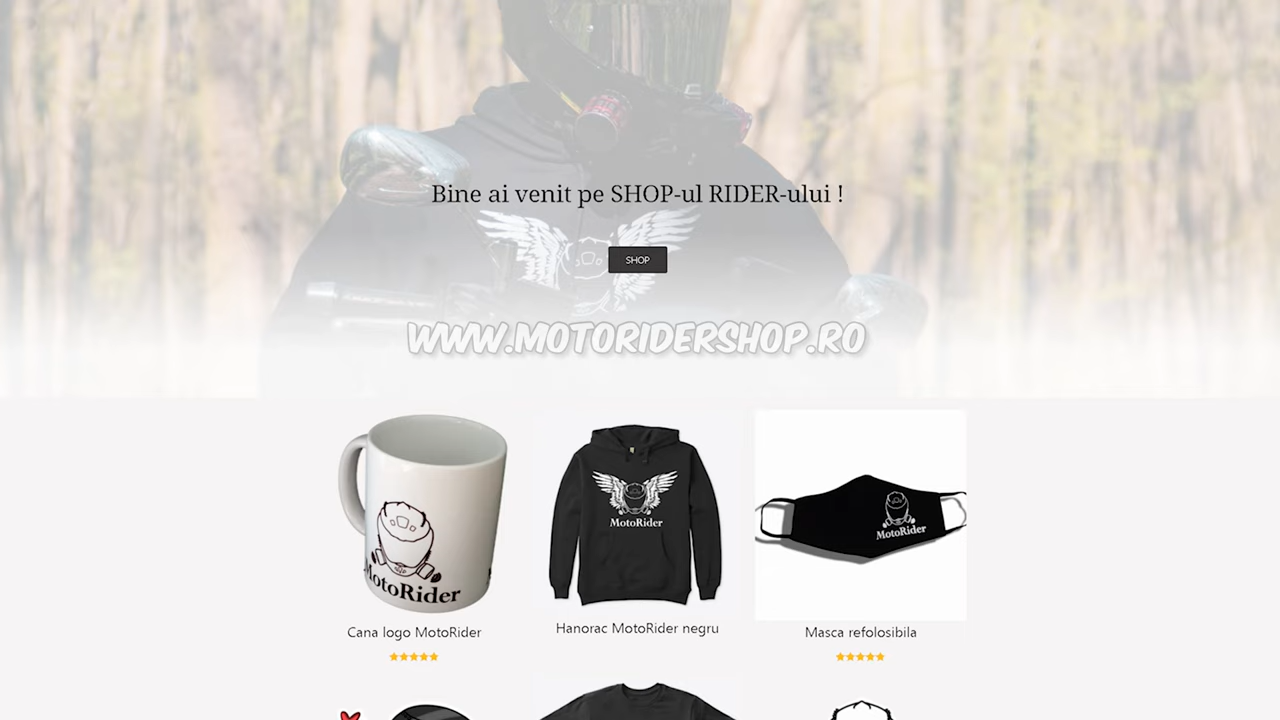 Bine ai venit pe SHOP-ul RIDER-ului !
SHOP
WWW.MOTORIDERSHOP.RO
MotoRider
MotoRider
MotoRider
Cana logo MotoRider
Hanorac MotoRider negru
Masca refolosibila